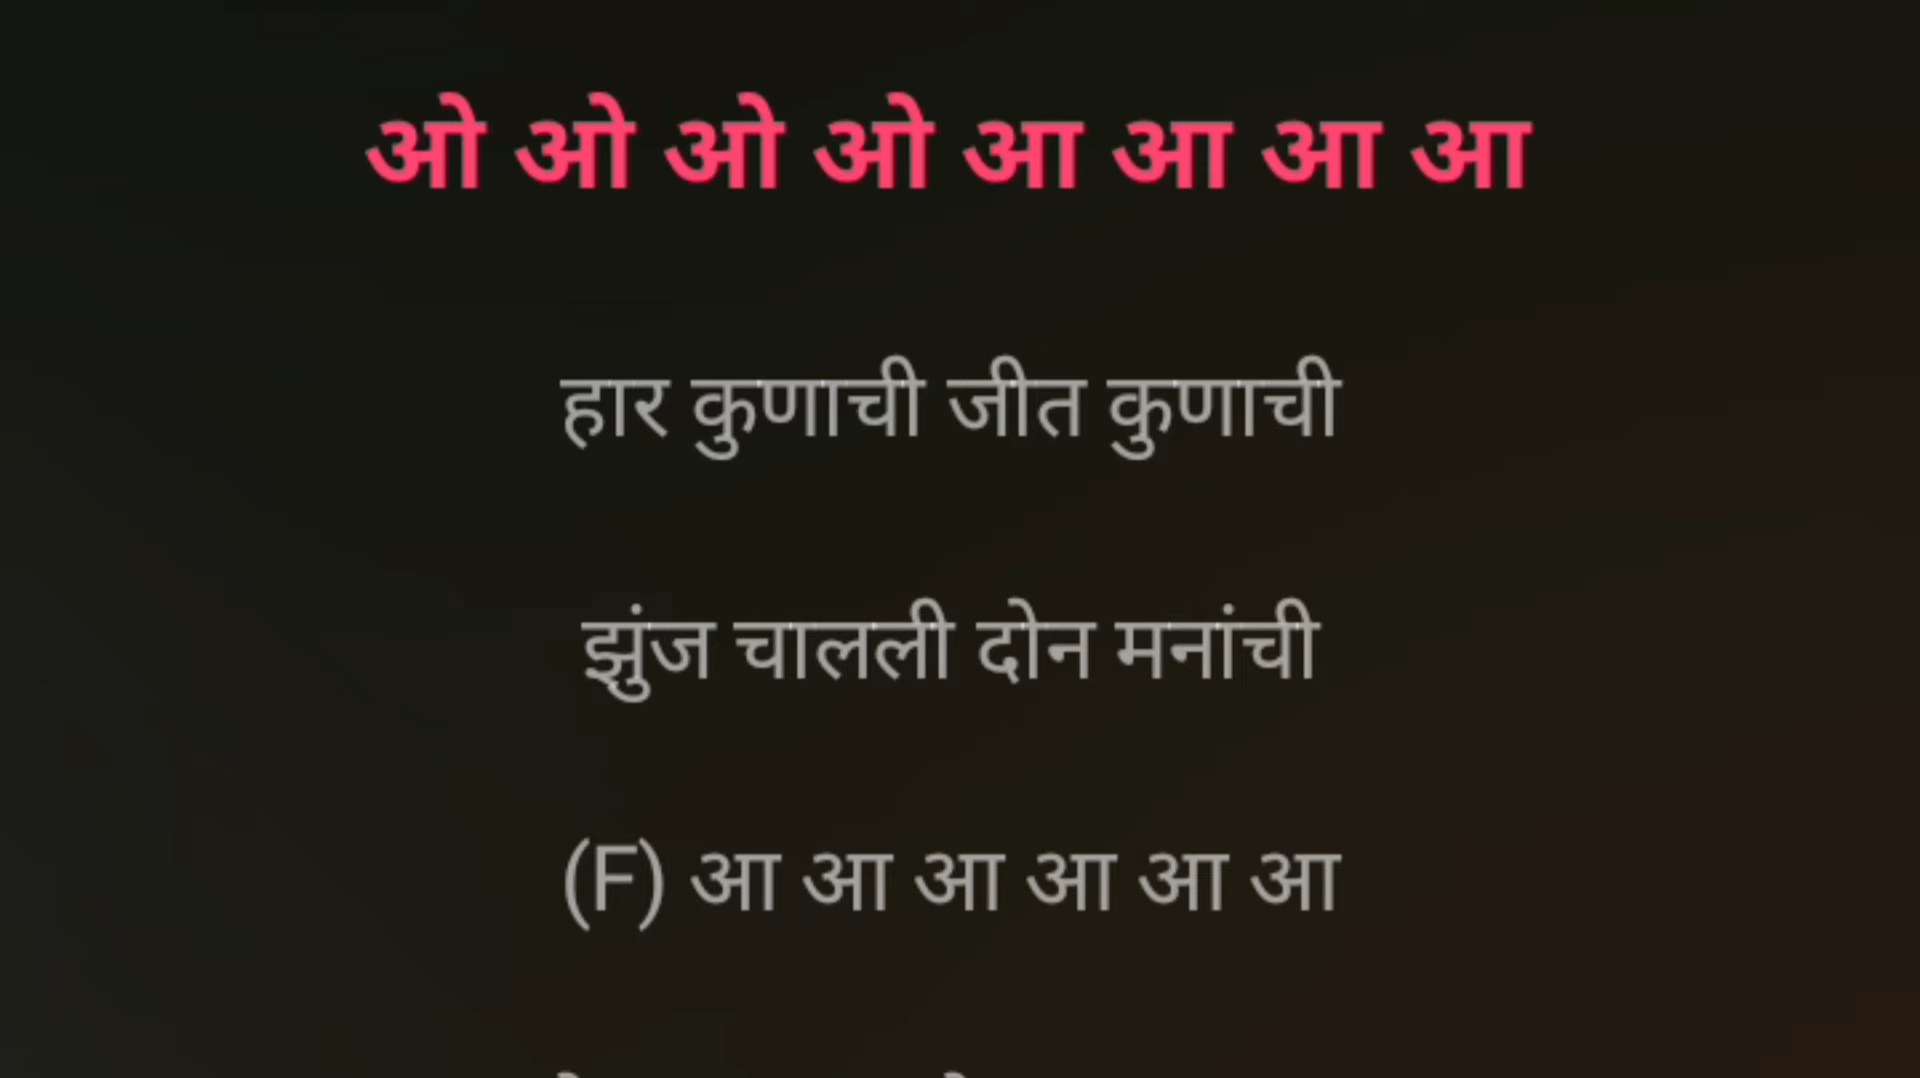 ओ ओ ओ ओ आ आ आ आ
हार कुणाची जीत कुणाची
झुंज चालली दोन मनांची
(F) आ आ आ आ आ आ